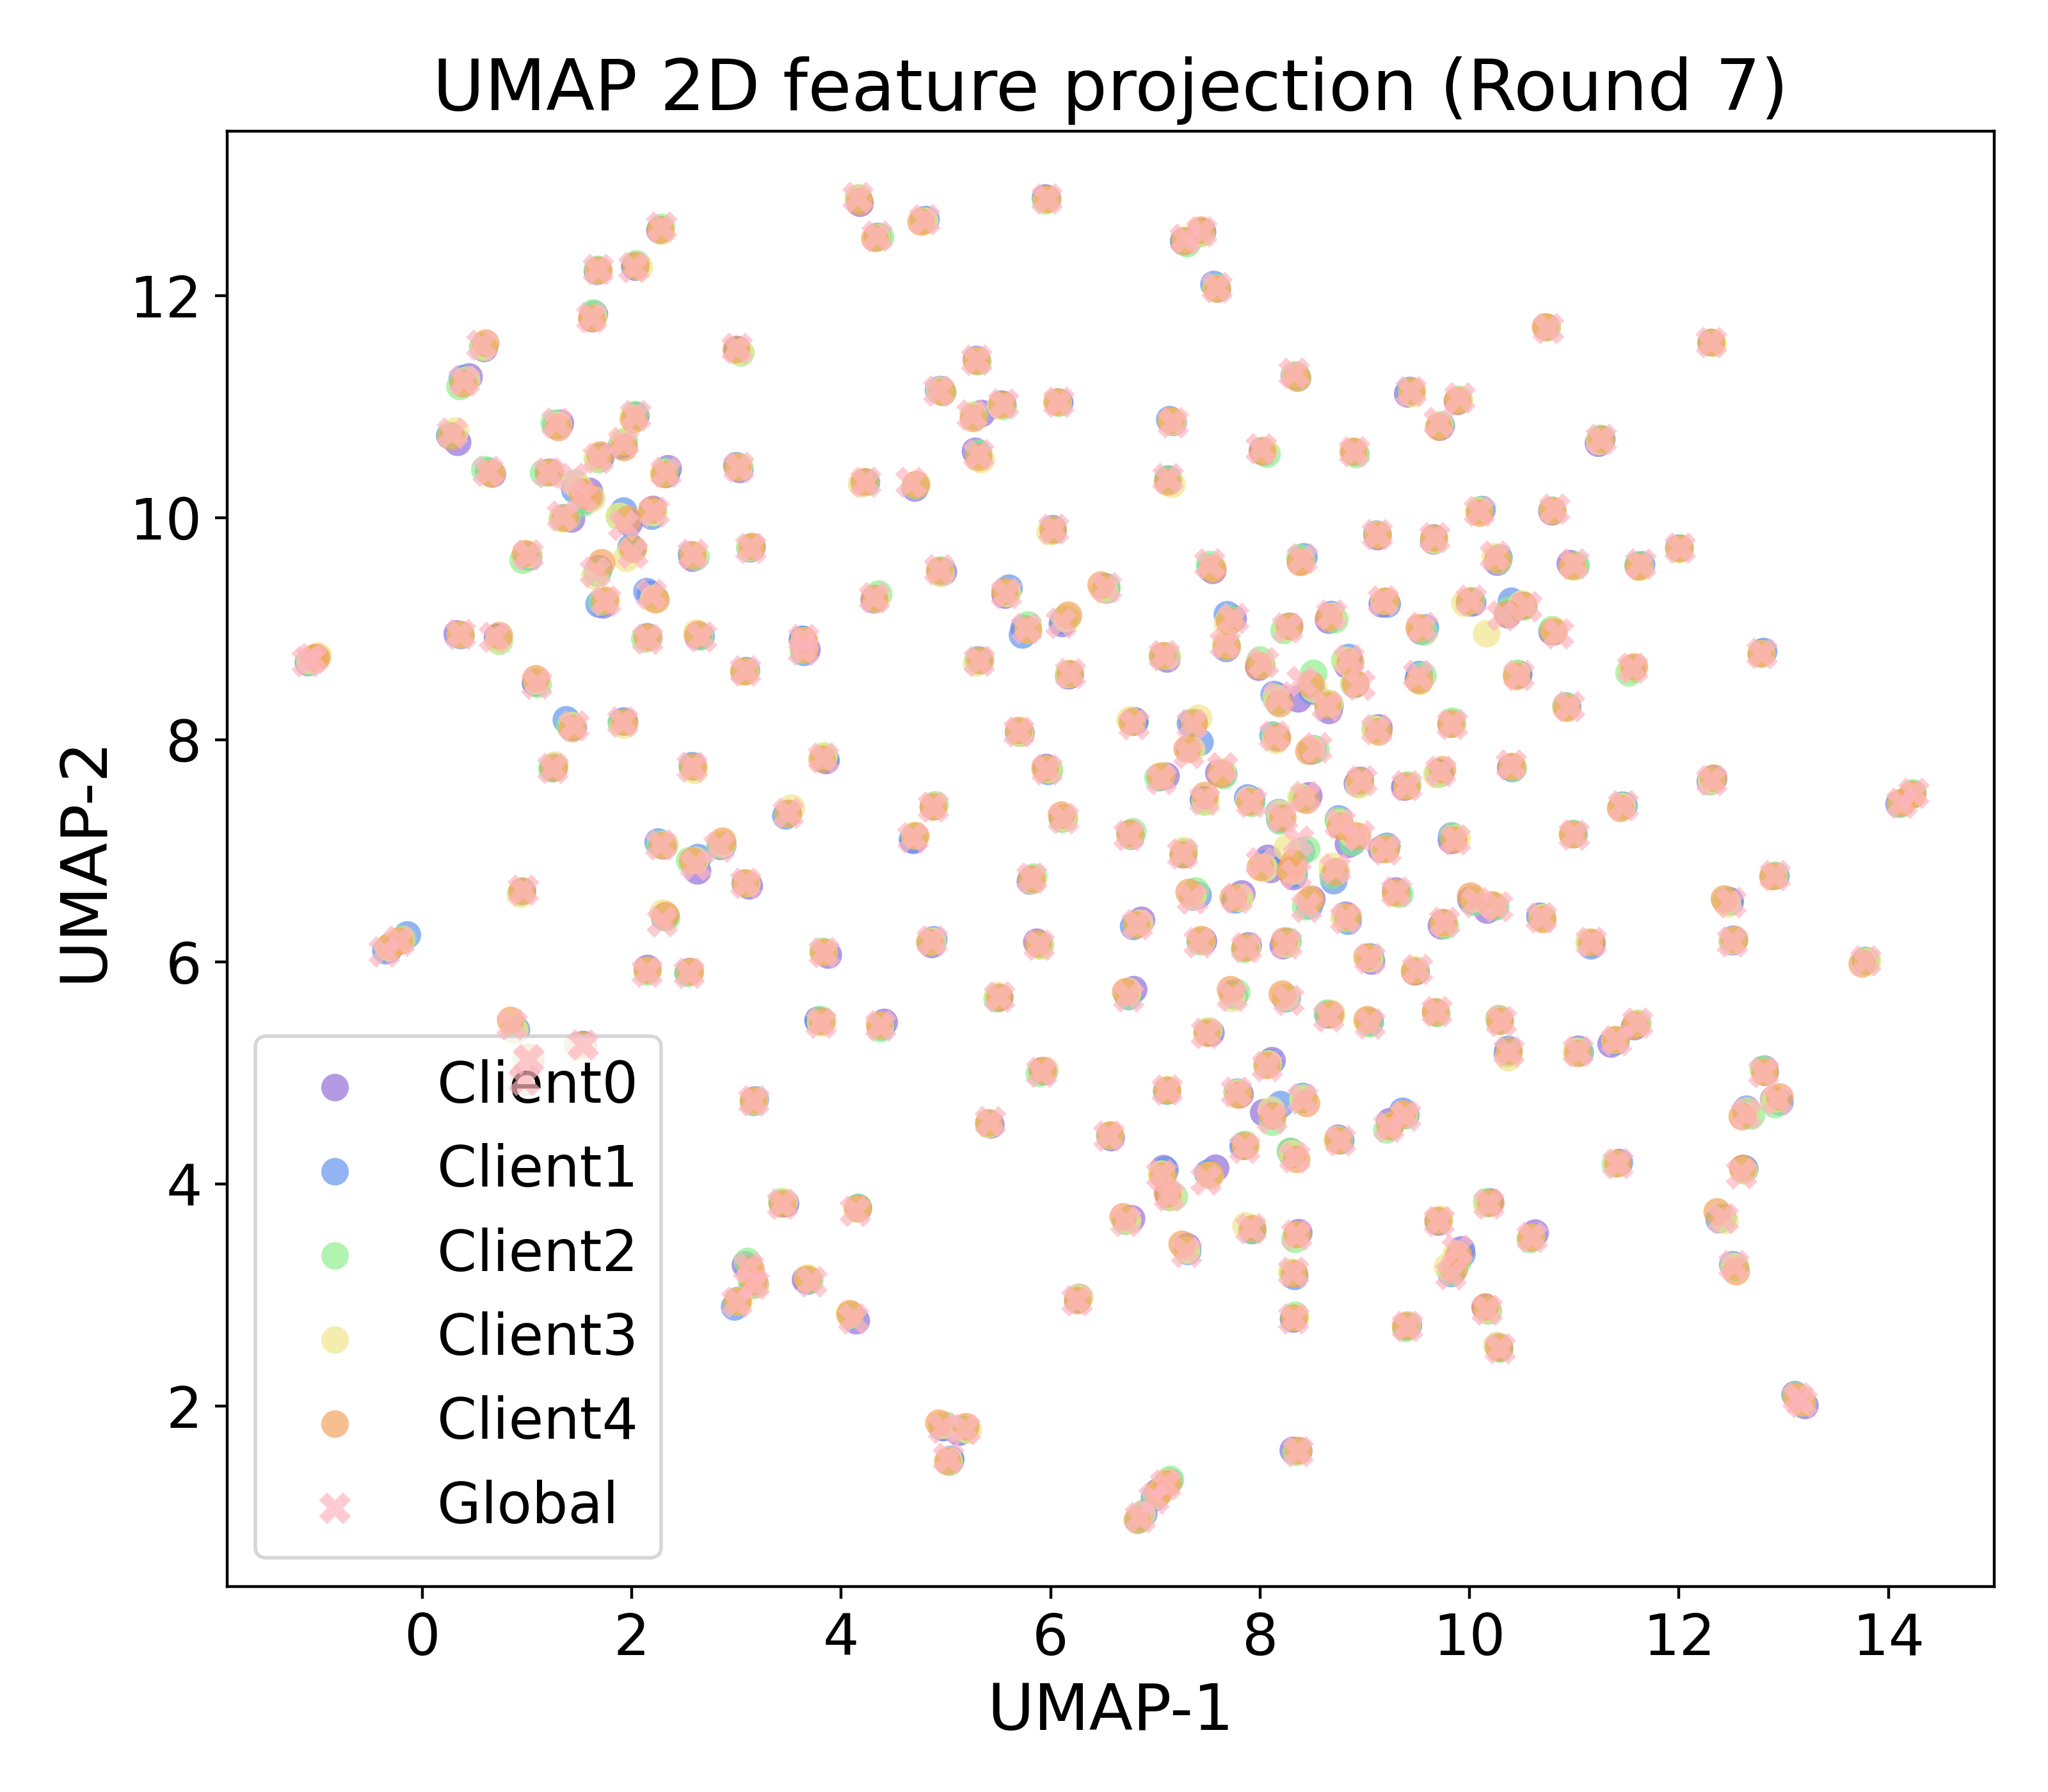 UMAP 2D feature projection (Round 7)
UMAP-2
12
10
8
6
4
2
Client0
Client1
Client2
Client3
Client4
Global
0 2 4 6 8 10 12 14
UMAP-1